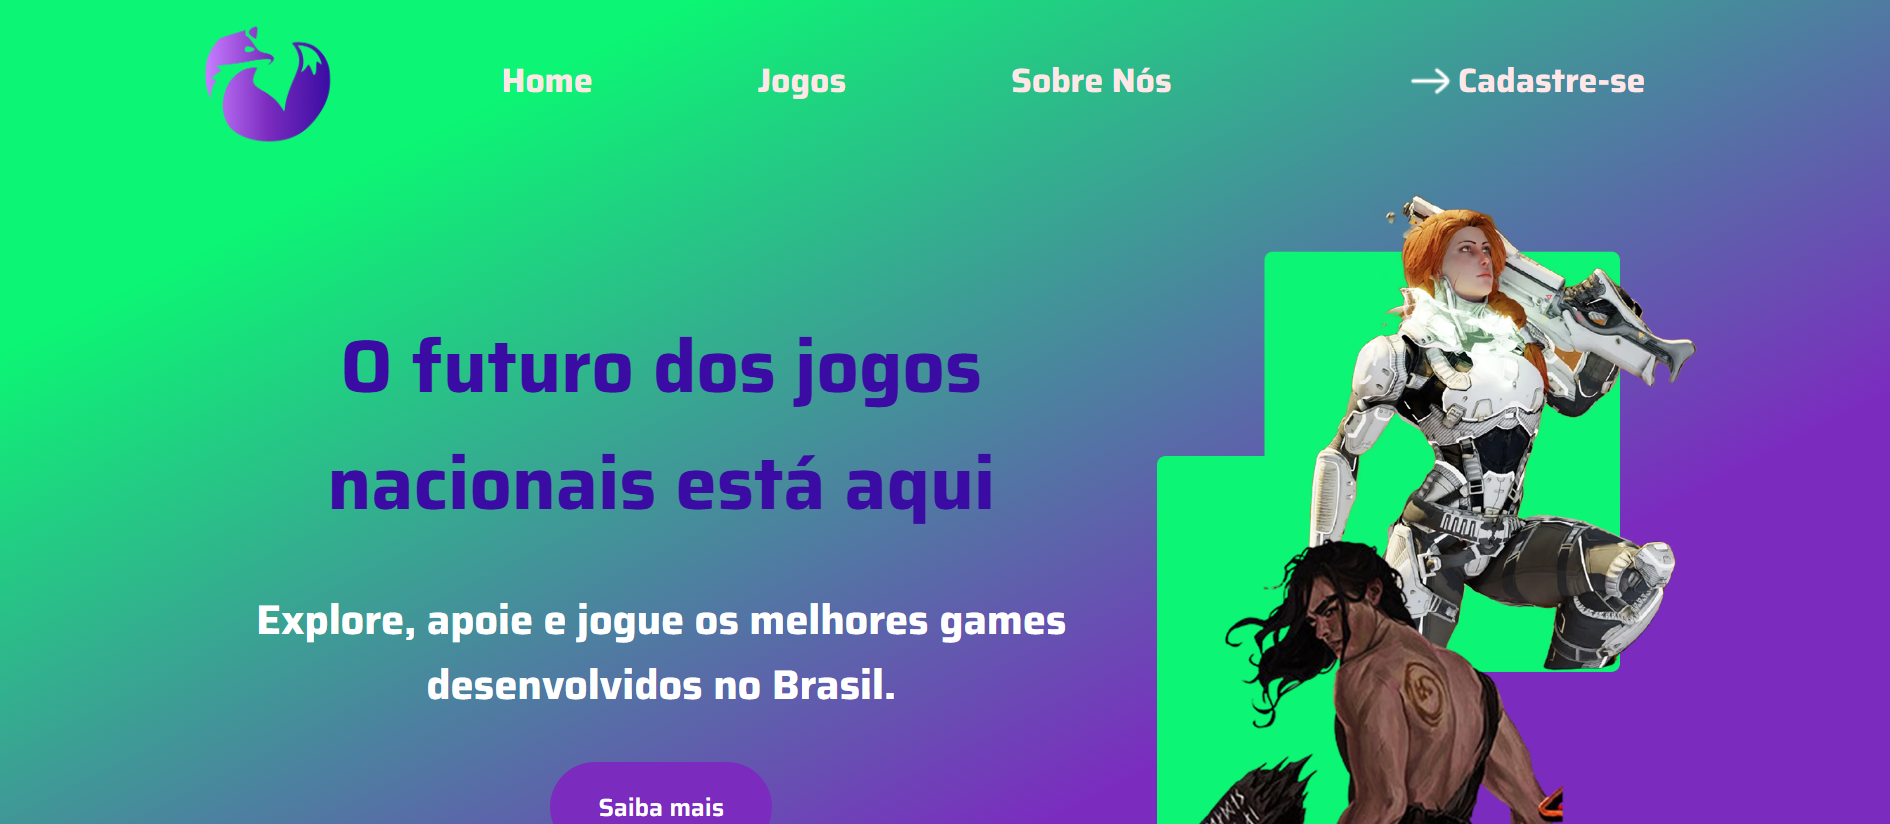 Home
Jogos
Sobre Nós
Cadastre-se
O futuro dos jogos
nacionais está aqui
Explore, apoie e jogue os melhores games
desenvolvidos no Brasil.
Saiba mais